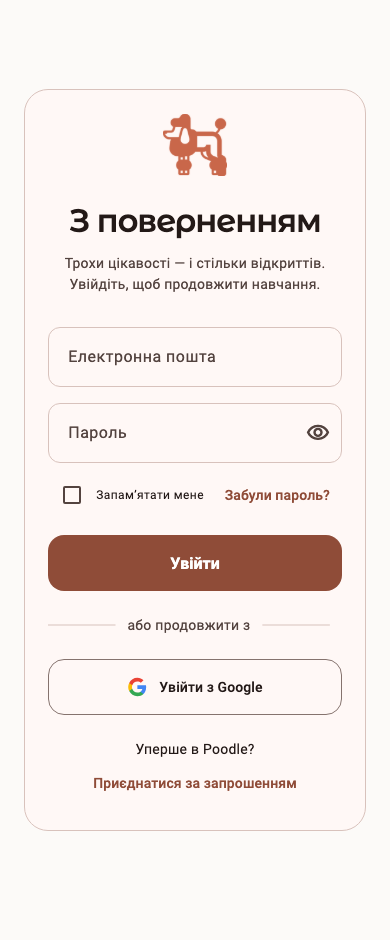 З поверненням
Трохи цікавості — і стільки відкриттів.
Увійдіть, щоб продовжити навчання.
Електронна пошта
Пароль
Запам’ятати мене Забули пароль?
Увійти
або продовжити з
Увійти з Google
Уперше в Poodle?
Приєднатися за запрошенням